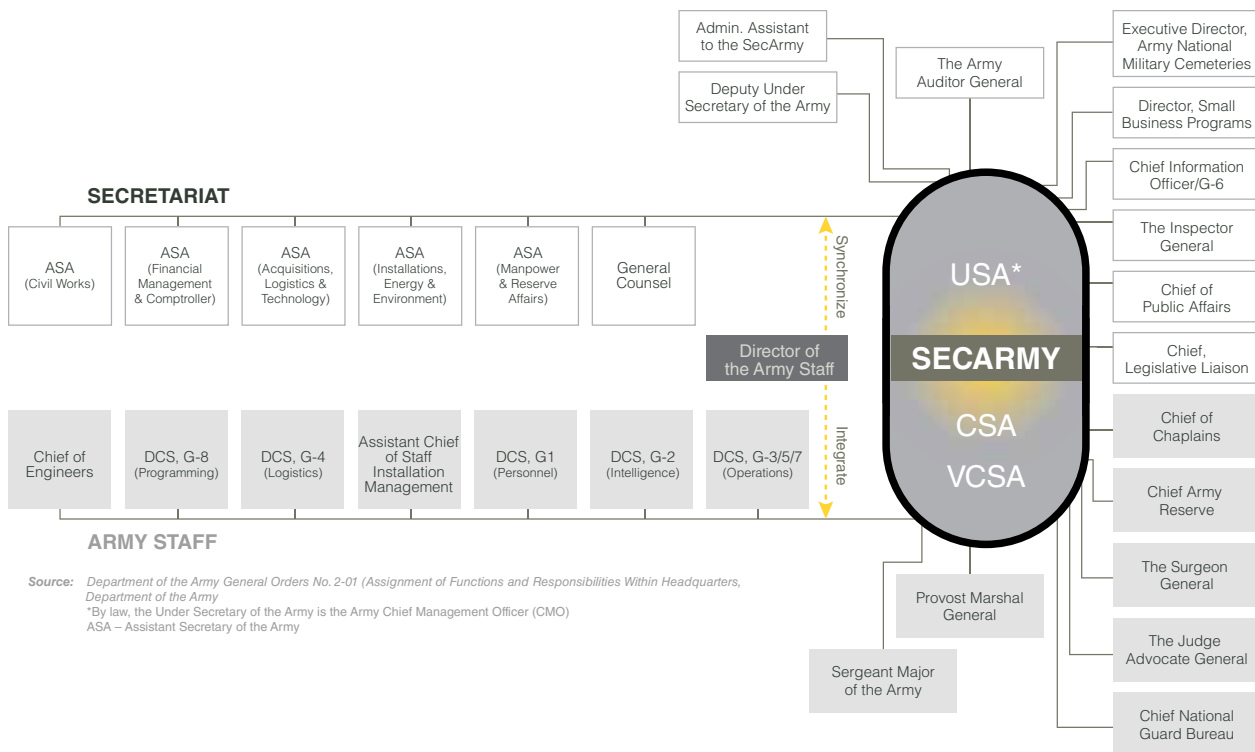 Admin. Assistant
to the SecArmy
Deputy Under
Secretary of the Army
The Army
Auditor General
Executive Director,
Army National
Military Cemeteries
Director, Small
Business Programs
Chief Information
Officer/G-6
The Inspector
General
Chief of
Public Affairs
Chief,
Legislative Liaison
Chief of
Chaplains
Chief Army
Reserve
The Surgeon
General
The Judge
Advocate General
Chief National
Guard Bureau
SECRETARIAT
ASA
(Civil Works)
ASA
(Financial
Management
& Comptroller)
ASA
(Acquisitions,
Logistics &
Technology)
ASA
(Installations,
Energy &
Environment)
ASA
(Manpower
& Reserve
Affairs)
General
Counsel
Synchronize
Director of
the Army Staff
Integrate
USA*
SECARMY
CSA
VCSA
Chief of
Engineers
DCS, G-8
(Programming)
DCS, G-4
(Logistics)
Assistant Chief
of Staff
Installation
Management
DCS, G1
(Personnel)
DCS, G-2
(Intelligence)
DCS, G-3/5/7
(Operations)
ARMY STAFF
Provost Marshal
General
Sergeant Major
of the Army
Source: Department of the Army General Orders No. 2-01 (Assignment of Functions and Responsibilities Within Headquarters,
Department of the Army
*By law, the Under Secretary of the Army is the Army Chief Management Officer (CMO)
ASA – Assistant Secretary of the Army